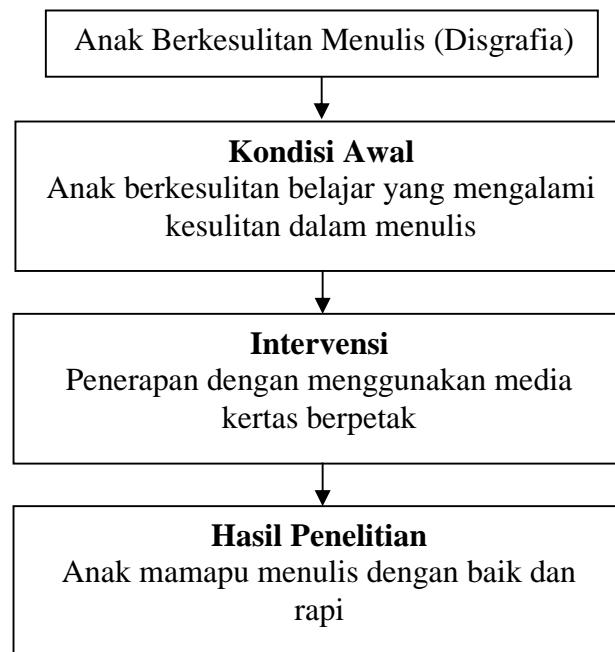 Anak Berkesulitan Menulis (Disgrafia)
Kondisi Awal
Anak berkesulitan belajar yang mengalami
kesulitan dalam menulis
Intervensi
Penerapan dengan menggunakan media
kertas berpetak
Hasil Penelitian
Anak mamapu menulis dengan baik dan
rapi